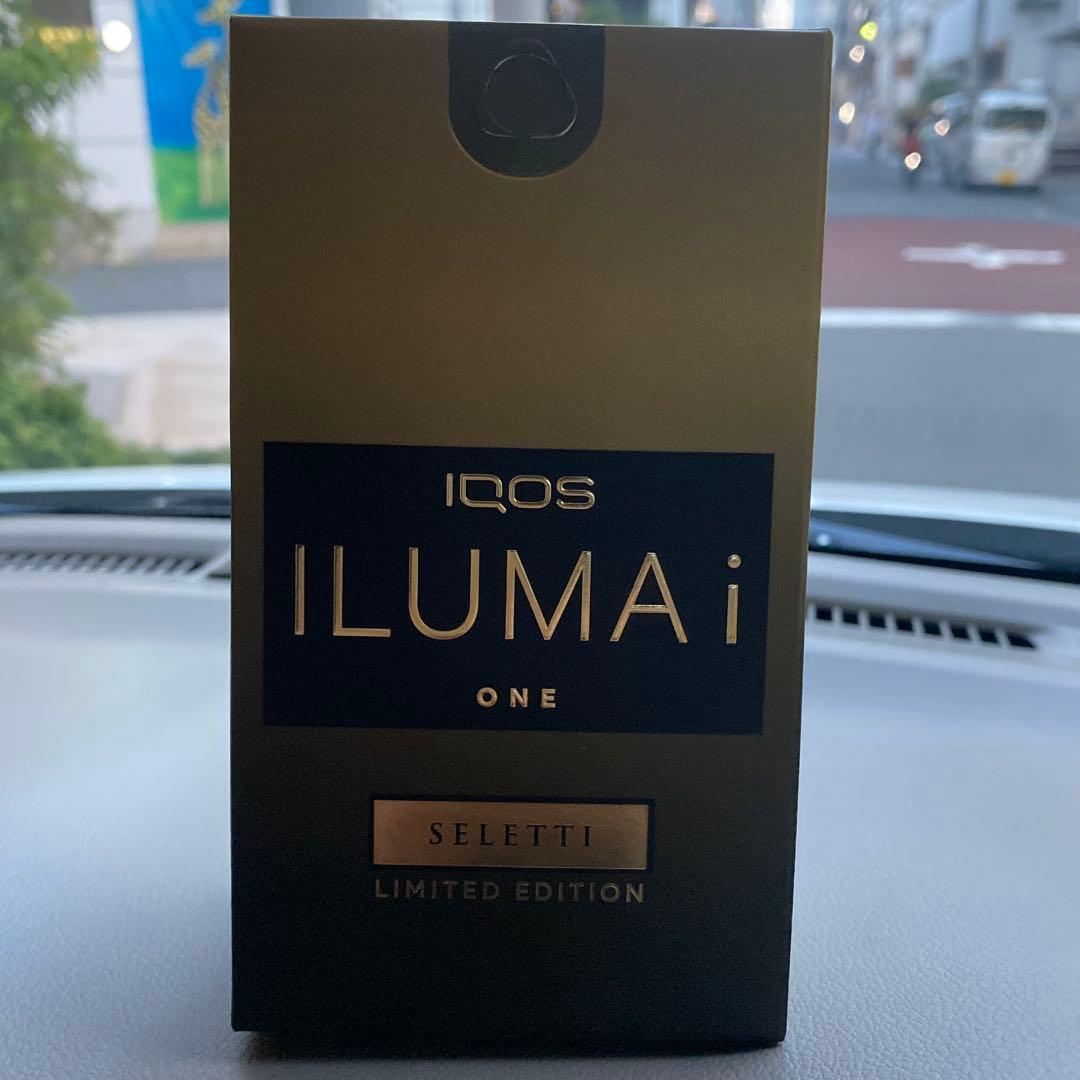 IQOS
ILUMA i
ONE
SELETTI
LIMITED EDITION